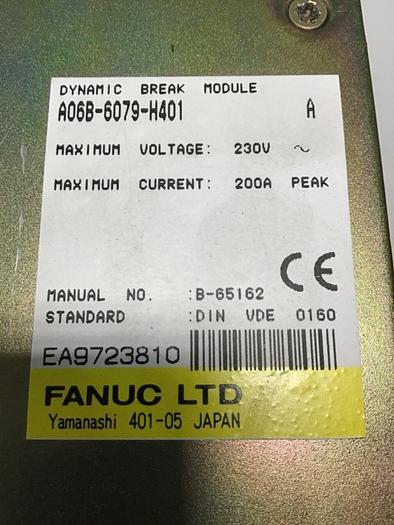 DYNAMIC BREAK MODULE
A06B-6079-H401 A
MAXIMUM VOLTAGE: 230V ~
MAXIMUM CURRENT: 200A PEAK
CE
MANUAL NO. :B-65162
STANDARD :DIN VDE 0160
EA9723810
FANUC LTD
Yamanashi 401-05 JAPAN